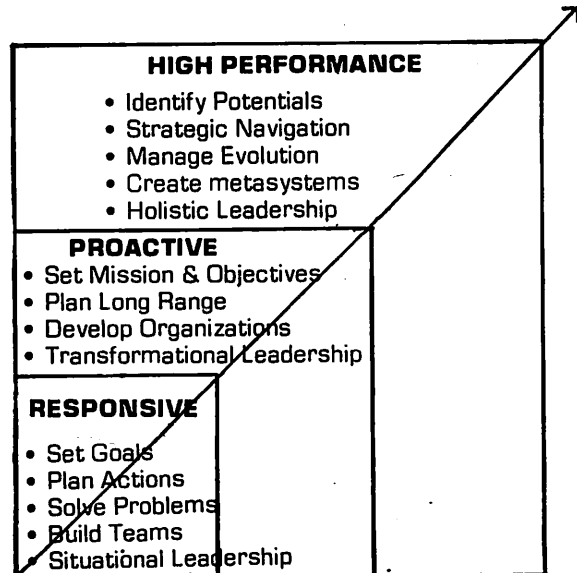 HIGH PERFORMANCE
• Identify Potentials
• Strategic Navigation
• Manage Evolution
• Create metasystems
• Holistic Leadership
PROACTIVE
• Set Mission & Objectives
• Plan Long Range
• Develop Organizations
• Transformational Leadership
RESPONSIVE
• Set Goals
• Plan Actions
• Solve Problems
• Build Teams
• Situational Leadership